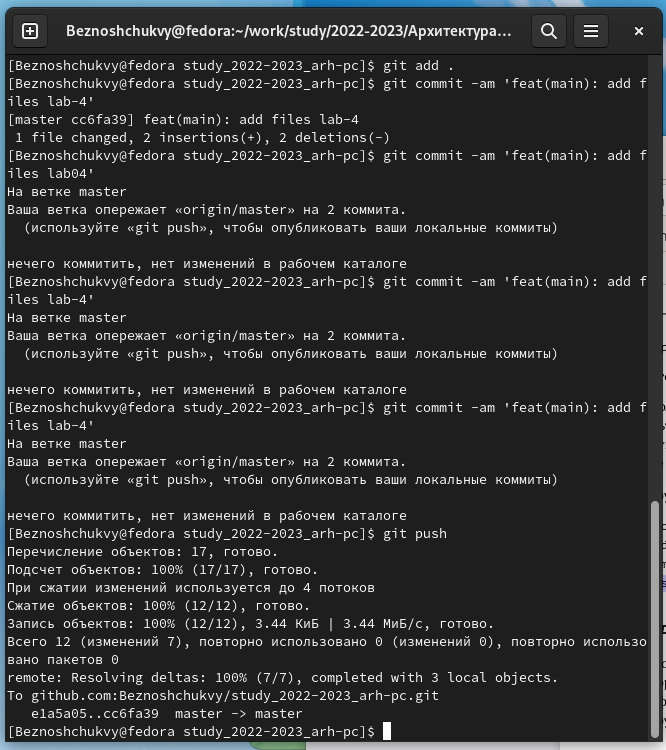 Beznoshchukvy@fedora:~/work/study/2022-2023/Архитектура...
[Beznoshchukvy@fedora study_2022-2023_arh-pc]$ git add .
[Beznoshchukvy@fedora study_2022-2023_arh-pc]$ git commit -am 'feat(main): add f
iles lab-4'
[master cc6fa39] feat(main): add files lab-4
 1 file changed, 2 insertions(+), 2 deletions(-)
[Beznoshchukvy@fedora study_2022-2023_arh-pc]$ git commit -am 'feat(main): add f
iles lab04'
На ветке master
Ваша ветка опережает «origin/master» на 2 коммита.
  (используйте «git push», чтобы опубликовать ваши локальные коммиты)

нечего коммитить, нет изменений в рабочем каталоге
[Beznoshchukvy@fedora study_2022-2023_arh-pc]$ git commit -am 'feat(main): add f
iles lab-4'
На ветке master
Ваша ветка опережает «origin/master» на 2 коммита.
  (используйте «git push», чтобы опубликовать ваши локальные коммиты)

нечего коммитить, нет изменений в рабочем каталоге
[Beznoshchukvy@fedora study_2022-2023_arh-pc]$ git commit -am 'feat(main): add f
iles lab-4'
На ветке master
Ваша ветка опережает «origin/master» на 2 коммита.
  (используйте «git push», чтобы опубликовать ваши локальные коммиты)

нечего коммитить, нет изменений в рабочем каталоге
[Beznoshchukvy@fedora study_2022-2023_arh-pc]$ git push
Перечисление объектов: 17, готово.
Подсчет объектов: 100% (17/17), готово.
При сжатии изменений используется до 4 потоков
Сжатие объектов: 100% (12/12), готово.
Запись объектов: 100% (12/12), 3.44 КиБ | 3.44 МиБ/с, готово.
Всего 12 (изменений 7), повторно использовано 0 (изменений 0), повторно использо
вано пакетов 0
remote: Resolving deltas: 100% (7/7), completed with 3 local objects.
To github.com:Beznoshchukvy/study_2022-2023_arh-pc.git
   e1a5a05..cc6fa39  master -> master
[Beznoshchukvy@fedora study_2022-2023_arh-pc]$